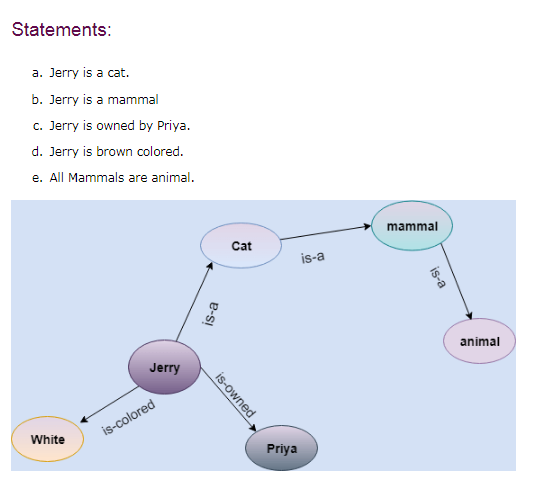 Statements:
a. Jerry is a cat.
b. Jerry is a mammal
c. Jerry is owned by Priya.
d. Jerry is brown colored.
e. All Mammals are animal.
mammal
Cat
is-a
is-a
is-a
animal
Jerry
is-owned
is-colored
White
Priya